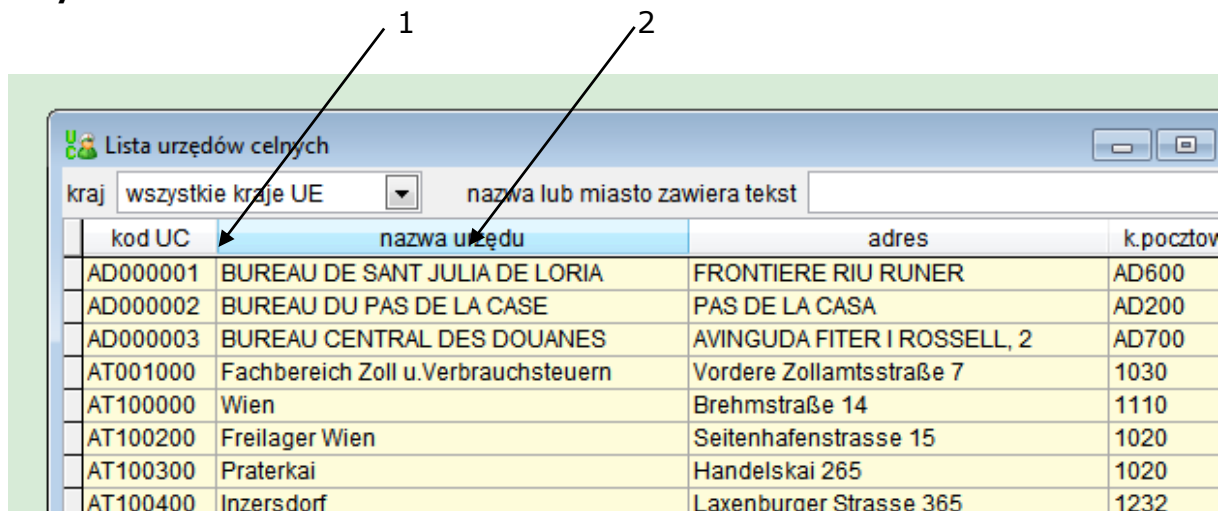 1 2
Lista urzędów celnych
kraj wszystkie kraje UE nazwa lub miasto zawiera tekst
kod UC nazwa urzędu adres k.pocztow
AD000001 BUREAU DE SANT JULIA DE LORIA FRONTIERE RIU RUNER AD600
AD000002 BUREAU DU PAS DE LA CASE PAS DE LA CASA AD200
AD000003 BUREAU CENTRAL DES DOUANES AVINGUDA FITER I ROSSELL, 2 AD700
AT001000 Fachbereich Zoll u.Verbrauchsteuern Vordere Zollamtsstraße 7 1030
AT100000 Wien Brehmstraße 14 1110
AT100200 Freilager Wien Seitenhafenstrasse 15 1020
AT100300 Praterkai Handelskai 265 1020
AT100400 Inzersdorf Laxenburger Strasse 365 1232